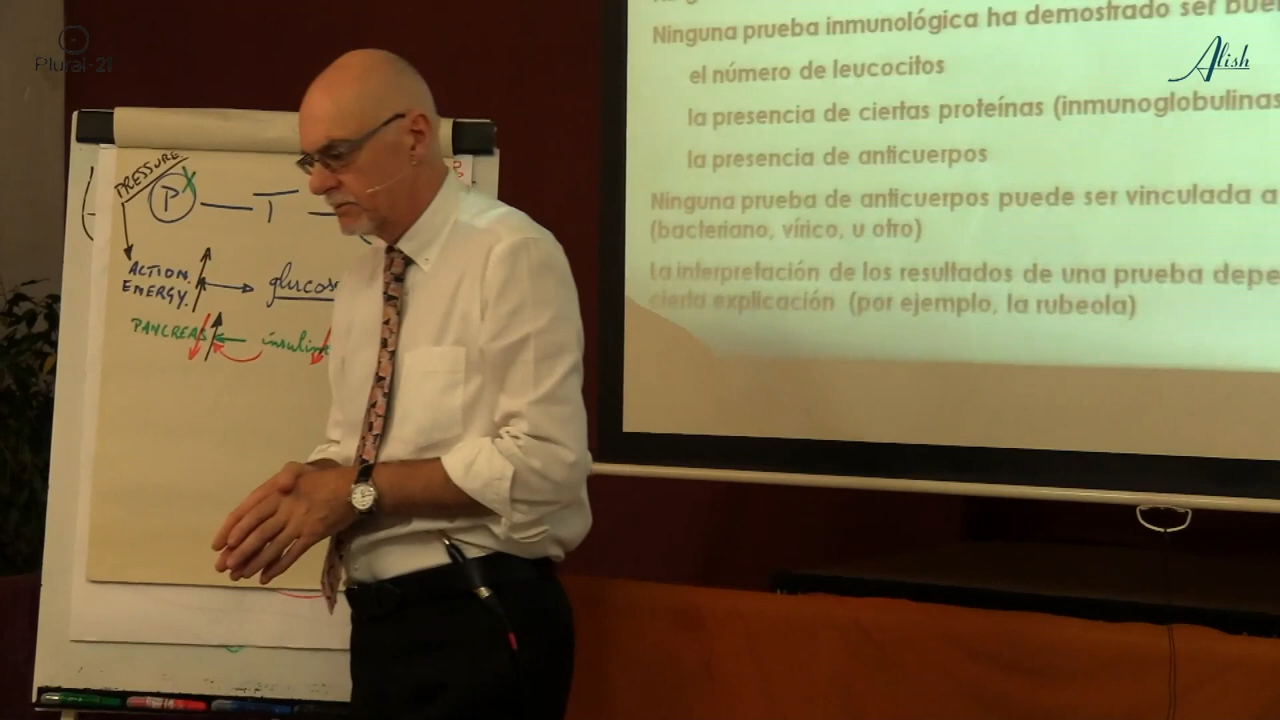 Plural-21
Alish
PRESSURE
P
T
ACTION.
ENERGY.
glucos
PANCREAS
insulin
Ninguna prueba inmunológica ha demostrado ser buen
el número de leucocitos
la presencia de ciertas proteínas (inmunoglobulinas
la presencia de anticuerpos
Ninguna prueba de anticuerpos puede ser vinculada a
(bacteriano, vírico, u otro)
La interpretación de los resultados de una prueba depe
cierta explicación (por ejemplo, la rubeola)